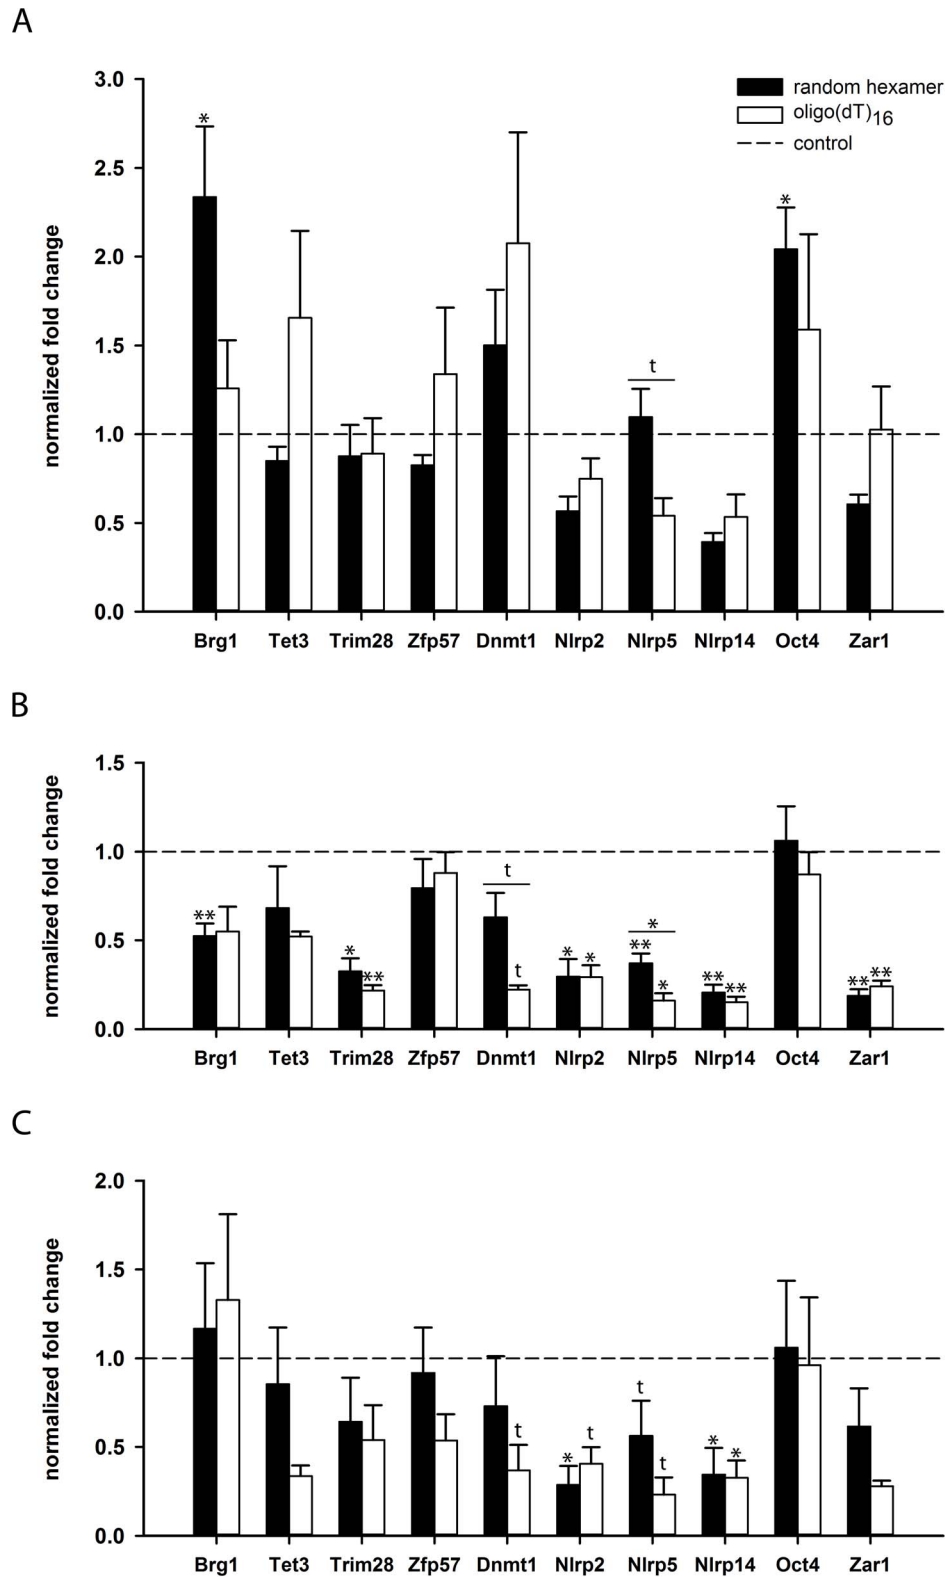 A
3.0
random hexamer
oligo(dT)16
control
*
2.5
*
2.0
1.5
t
1.0
0.5
0.0
normalized fold change
Brg1 Tet3 Trim28 Zfp57 Dnmt1 Nlrp2 Nlrp5 Nlrp14 Oct4 Zar1
B
1.5
1.0
t
** * ** * * * ** * ** ** ** **
t
0.5
0.0
normalized fold change
Brg1 Tet3 Trim28 Zfp57 Dnmt1 Nlrp2 Nlrp5 Nlrp14 Oct4 Zar1
C
2.0
1.5
1.0
t
t * t t * *
0.5
0.0
normalized fold change
Brg1 Tet3 Trim28 Zfp57 Dnmt1 Nlrp2 Nlrp5 Nlrp14 Oct4 Zar1